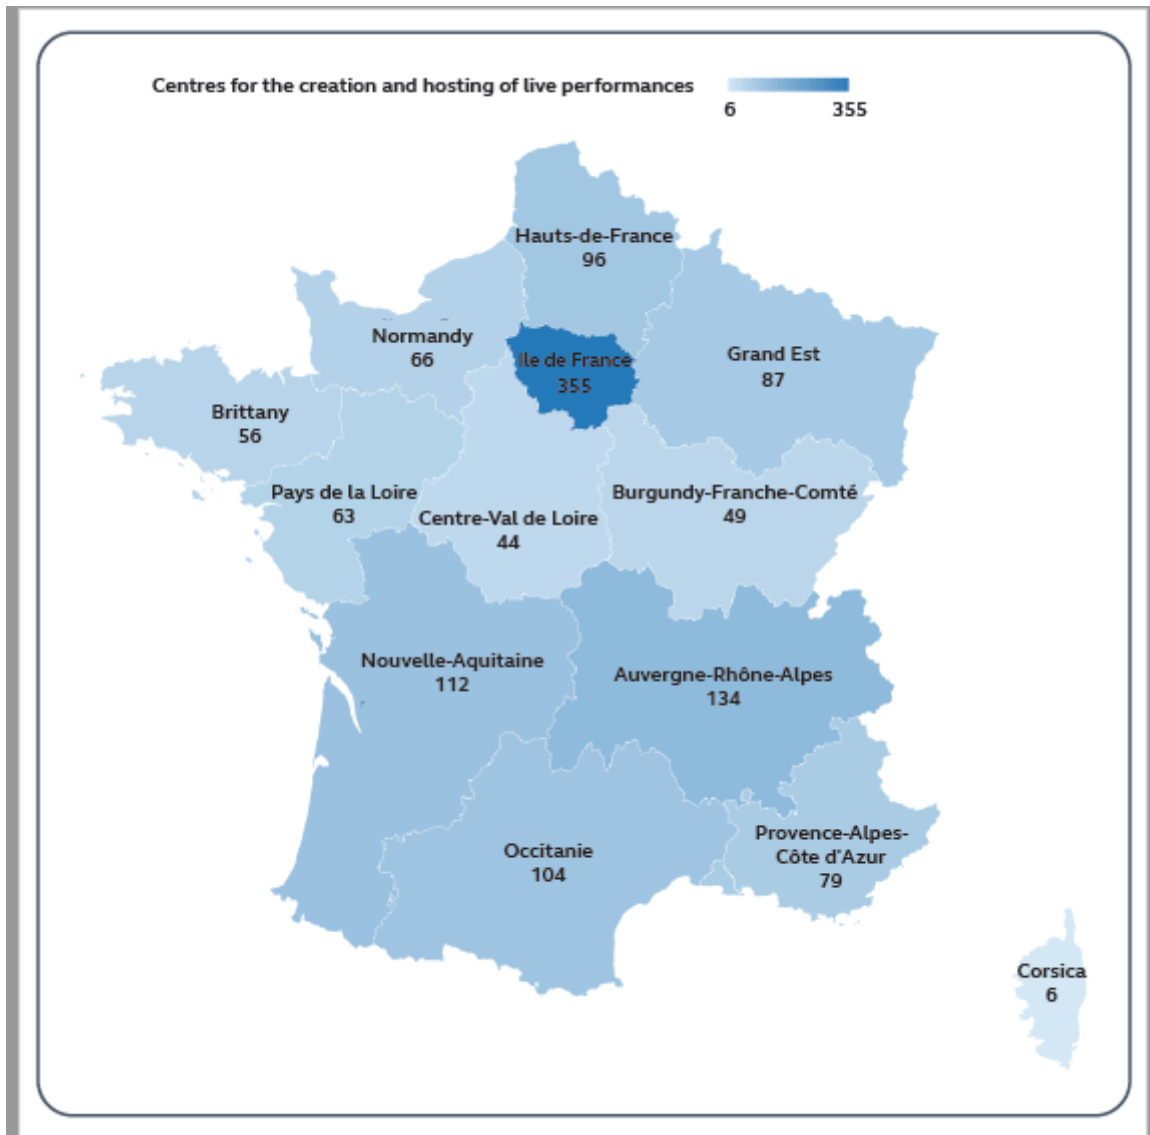 Centres for the creation and hosting of live performances
6 355
Hauts-de-France
96
Normandy
66
Ile de France
355
Grand Est
87
Brittany
56
Pays de la Loire
63
Centre-Val de Loire
44
Burgundy-Franche-Comté
49
Nouvelle-Aquitaine
112
Auvergne-Rhône-Alpes
134
Occitanie
104
Provence-Alpes-
Côte d'Azur
79
Corsica
6